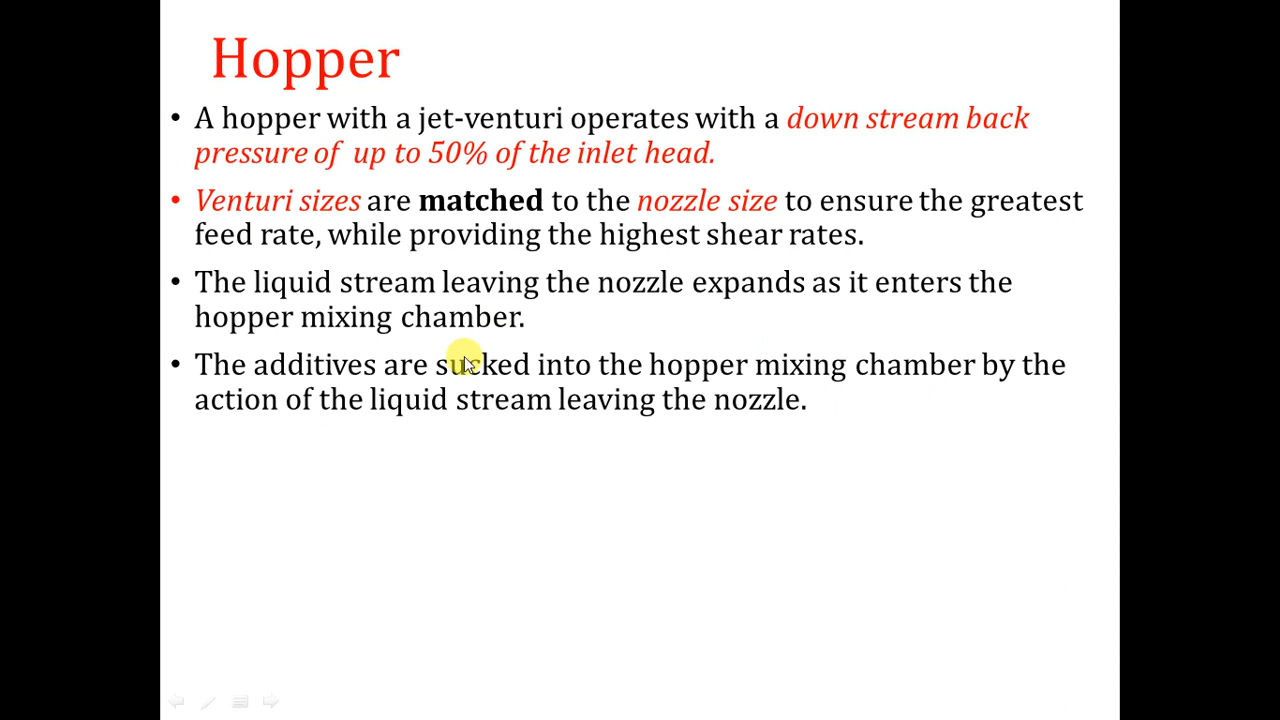 Hopper
• A hopper with a jet-venturi operates with a down stream back
pressure of up to 50% of the inlet head.
• Venturi sizes are matched to the nozzle size to ensure the greatest
feed rate, while providing the highest shear rates.
• The liquid stream leaving the nozzle expands as it enters the
hopper mixing chamber.
• The additives are sucked into the hopper mixing chamber by the
action of the liquid stream leaving the nozzle.